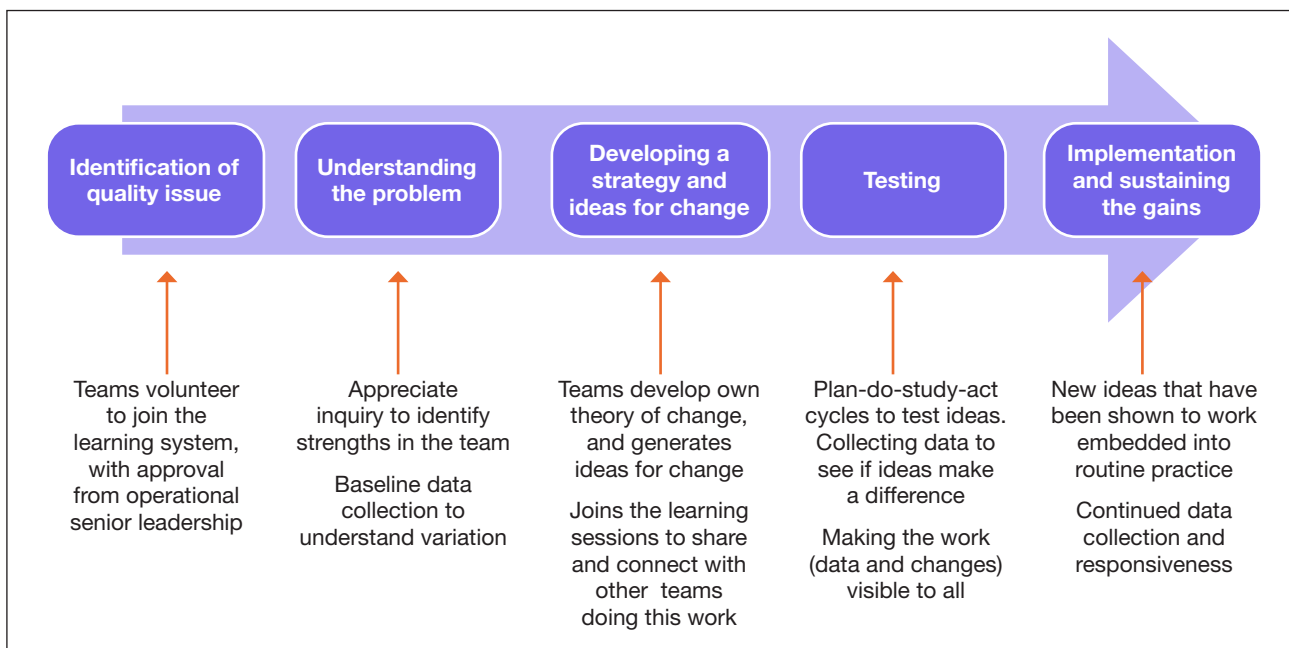 Identification of
quality issue
Understanding
the problem
Developing a
strategy and
ideas for change
Testing
Implementation
and sustaining
the gains
Teams volunteer
to join the
learning system,
with approval
from operational
senior leadership
Appreciate
inquiry to identify
strengths in the team
Baseline data
collection to
understand variation
Teams develop own
theory of change,
and generates
ideas for change
Joins the learning
sessions to share
and connect with
other teams
doing this work
Plan-do-study-act
cycles to test ideas.
Collecting data to
see if ideas make
a difference
Making the work
(data and changes)
visible to all
New ideas that have
been shown to work
embedded into
routine practice
Continued data
collection and
responsiveness